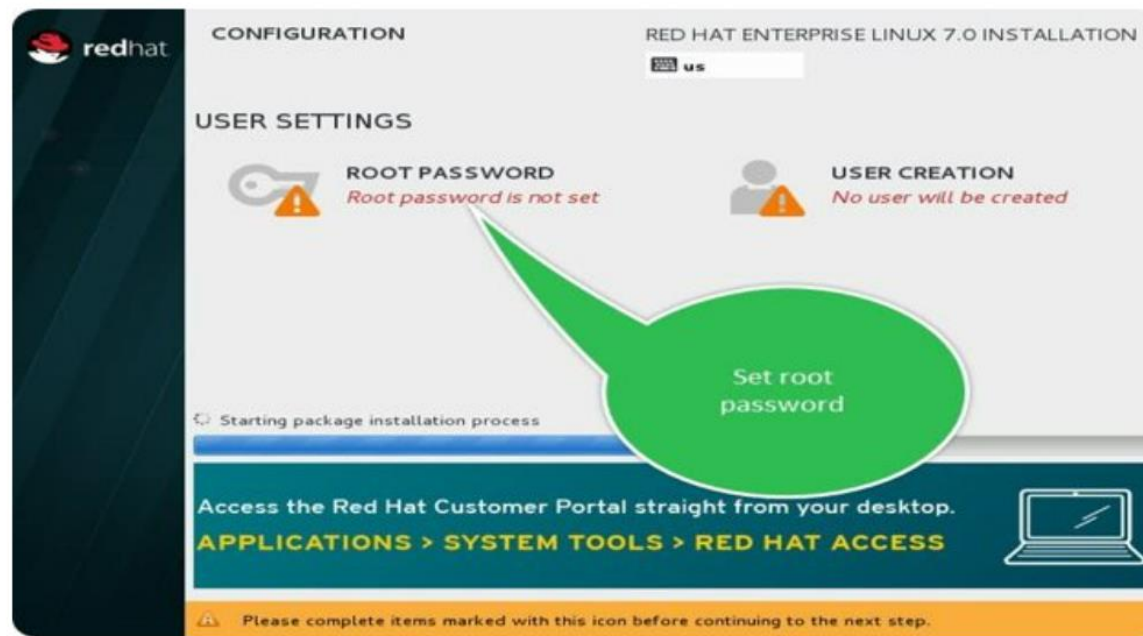 redhat
CONFIGURATION
RED HAT ENTERPRISE LINUX 7.0 INSTALLATION
us
USER SETTINGS
ROOT PASSWORD
Root password is not set
USER CREATION
No user will be created
Set root
password
Starting package installation process
Access the Red Hat Customer Portal straight from your desktop.
APPLICATIONS > SYSTEM TOOLS > RED HAT ACCESS
Please complete items marked with this icon before continuing to the next step.